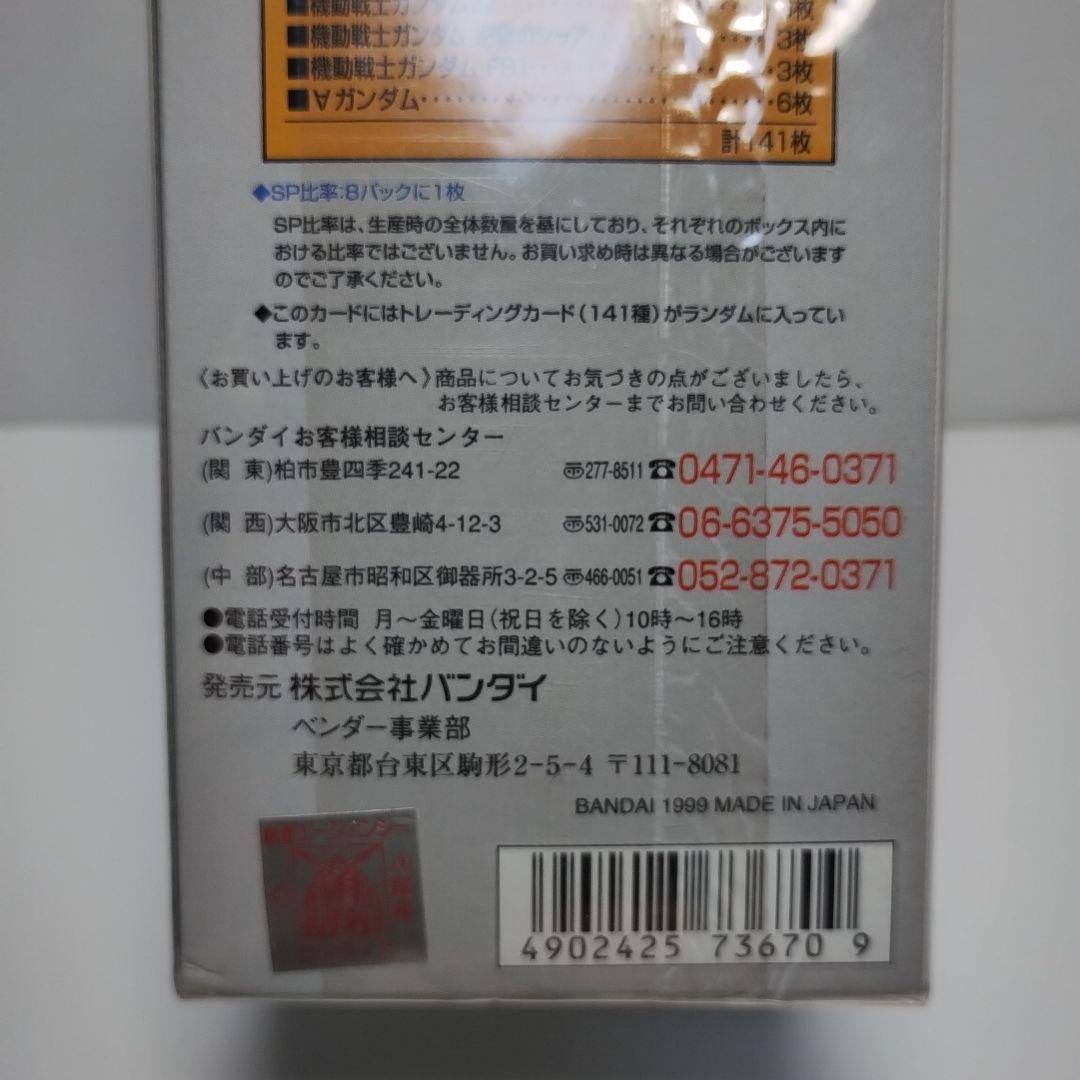 ■機動戦士ガンダム
枚
■機動戦士ガンダム 逆襲のシャア・・・・・・・・・・3枚
■機動戦士ガンダム F91・・・・・・・・・・・・・・・・・3枚
■∀ガンダム・・・・・・・・・・・・・・・・・・・・・・・・・・・・・6枚
計141枚
◆SP比率:8パックに1枚
SP比率は、生産時の全体数量を基にしており、それぞれのボックス内に
おける比率ではございません。お買い求め時は異なる場合がございます
のでご了承ください。
◆このカードにはトレーディングカード(141種)がランダムに入ってい
ます。
《お買い上げのお客様へ》商品についてお気づきの点がございましたら、
お客様相談センターまでお問い合わせください。
バンダイお客様相談センター
(関 東)柏市豊四季241-22 〠277-8511 ☎0471-46-0371
(関 西)大阪市北区豊崎4-12-3 〠531-0072 ☎06-6375-5050
(中 部)名古屋市昭和区御器所3-2-5 〠466-0051 ☎052-872-0371
●電話受付時間 月〜金曜日(祝日を除く)10時〜16時
●電話番号はよく確かめてお間違いのないようにご注意ください。
発売元 株式会社バンダイ
ベンダー事業部
東京都台東区駒形2-5-4 〒111-8081
BANDAI 1999 MADE IN JAPAN
創通エージェンシー
4902425 73670 9